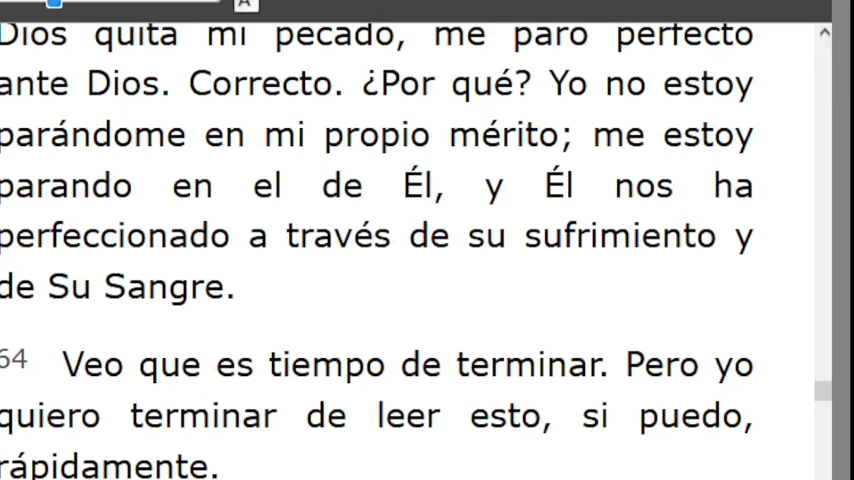 Dios quita mi pecado, me paro perfecto
ante Dios. Correcto. ¿Por qué? Yo no estoy
parándome en mi propio mérito; me estoy
parando en el de Él, y Él nos ha
perfeccionado a través de su sufrimiento y
de Su Sangre.
64 Veo que es tiempo de terminar. Pero yo
quiero terminar de leer esto, si puedo,
rápidamente.